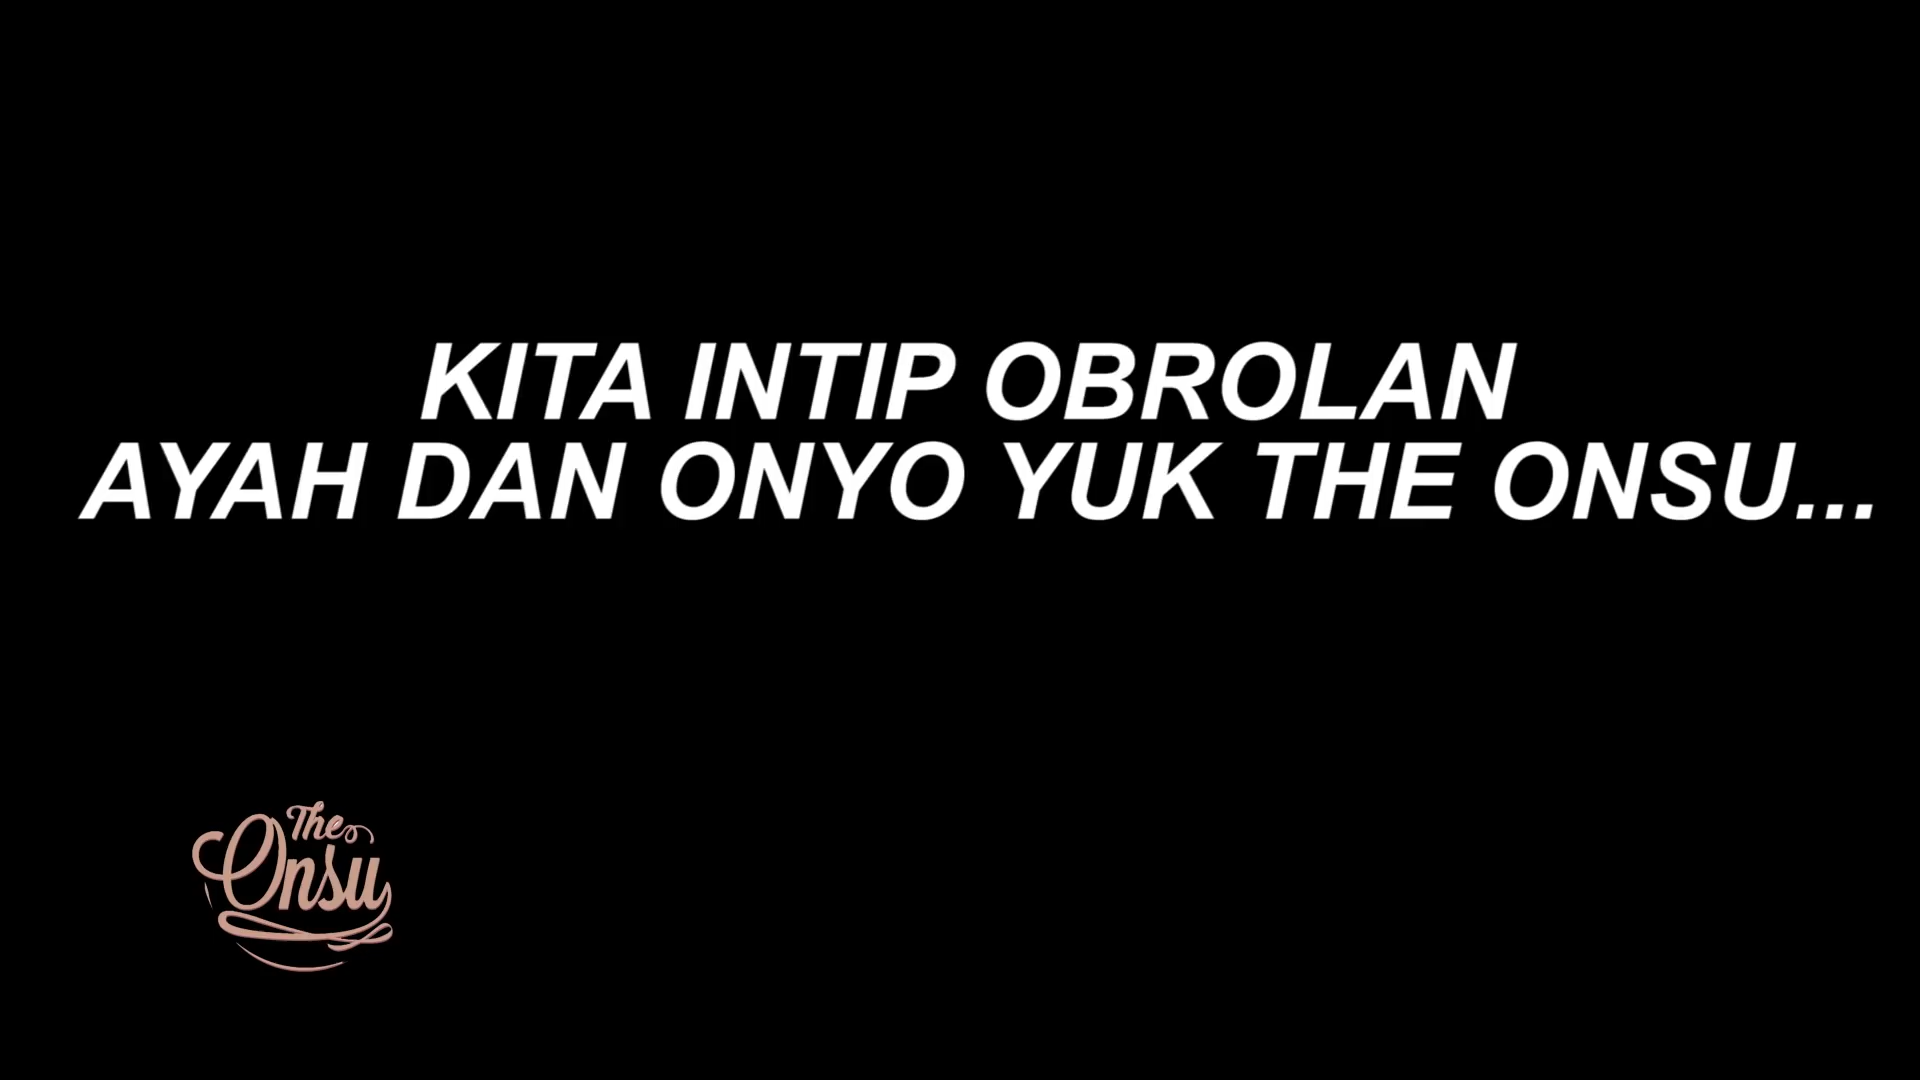 KITA INTIP OBROLAN
AYAH DAN ONYO YUK THE ONSU...
The
Onsu